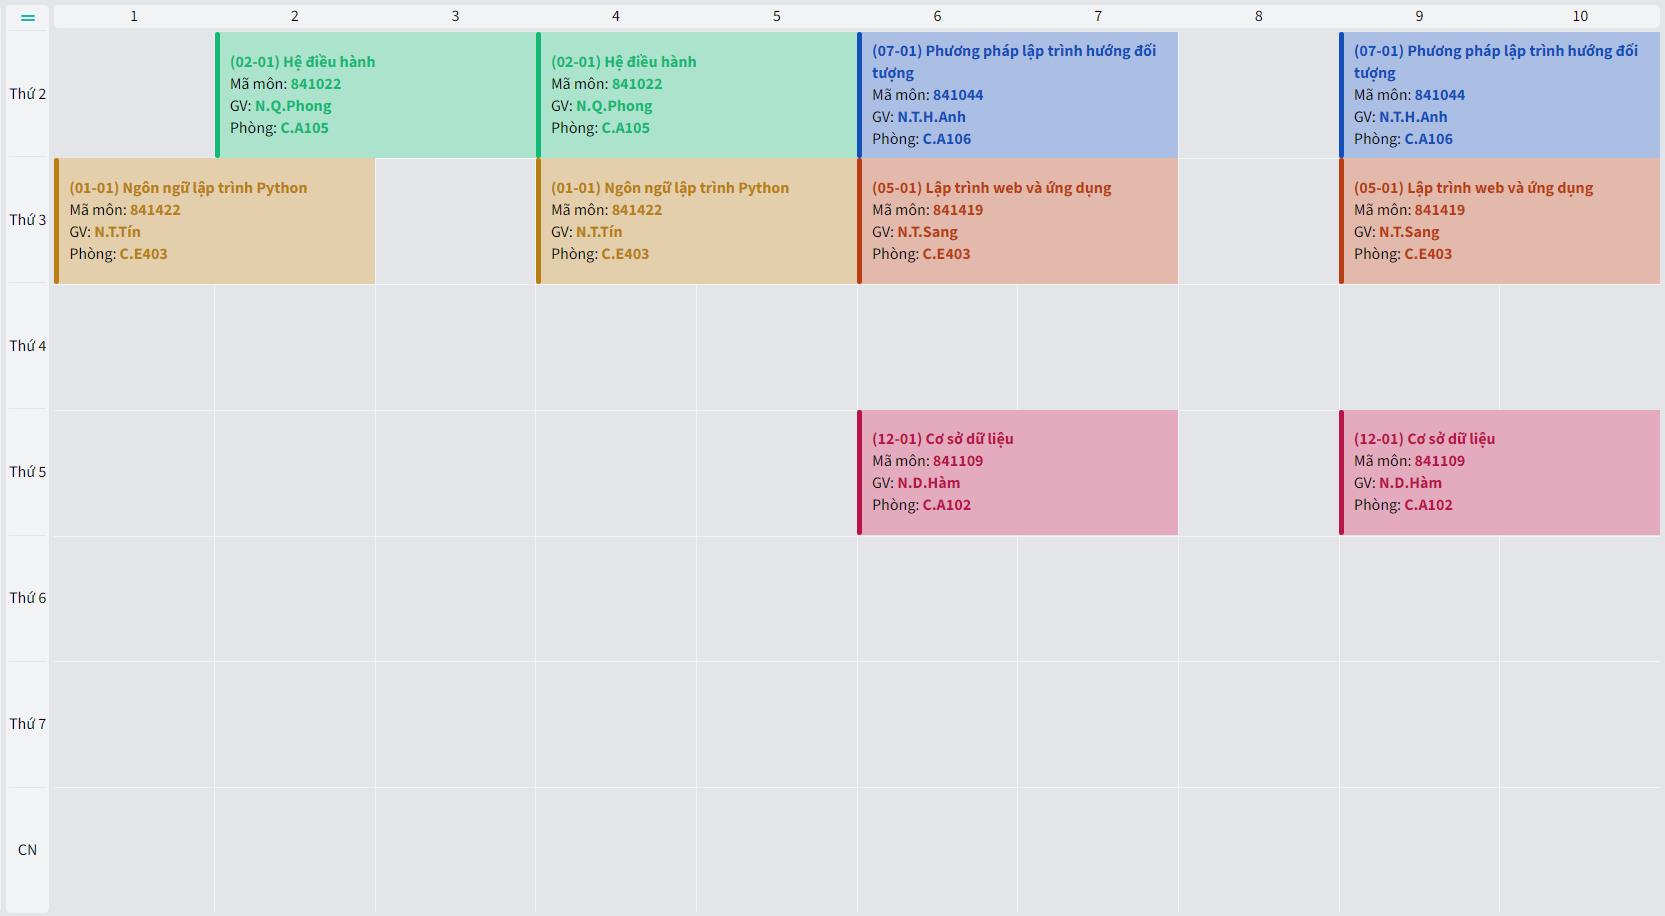 1 2 3 4 5 6 7 8 9 10
Thứ 2
(02-01) Hệ điều hành
Mã môn: 841022
GV: N.Q.Phong
Phòng: C.A105
(02-01) Hệ điều hành
Mã môn: 841022
GV: N.Q.Phong
Phòng: C.A105
(07-01) Phương pháp lập trình hướng đối
tượng
Mã môn: 841044
GV: N.T.H.Anh
Phòng: C.A106
(07-01) Phương pháp lập trình hướng đối
tượng
Mã môn: 841044
GV: N.T.H.Anh
Phòng: C.A106
Thứ 3
(01-01) Ngôn ngữ lập trình Python
Mã môn: 841422
GV: N.T.Tín
Phòng: C.E403
(01-01) Ngôn ngữ lập trình Python
Mã môn: 841422
GV: N.T.Tín
Phòng: C.E403
(05-01) Lập trình web và ứng dụng
Mã môn: 841419
GV: N.T.Sang
Phòng: C.E403
(05-01) Lập trình web và ứng dụng
Mã môn: 841419
GV: N.T.Sang
Phòng: C.E403
Thứ 4
Thứ 5
(12-01) Cơ sở dữ liệu
Mã môn: 841109
GV: N.D.Hàm
Phòng: C.A102
(12-01) Cơ sở dữ liệu
Mã môn: 841109
GV: N.D.Hàm
Phòng: C.A102
Thứ 6
Thứ 7
CN